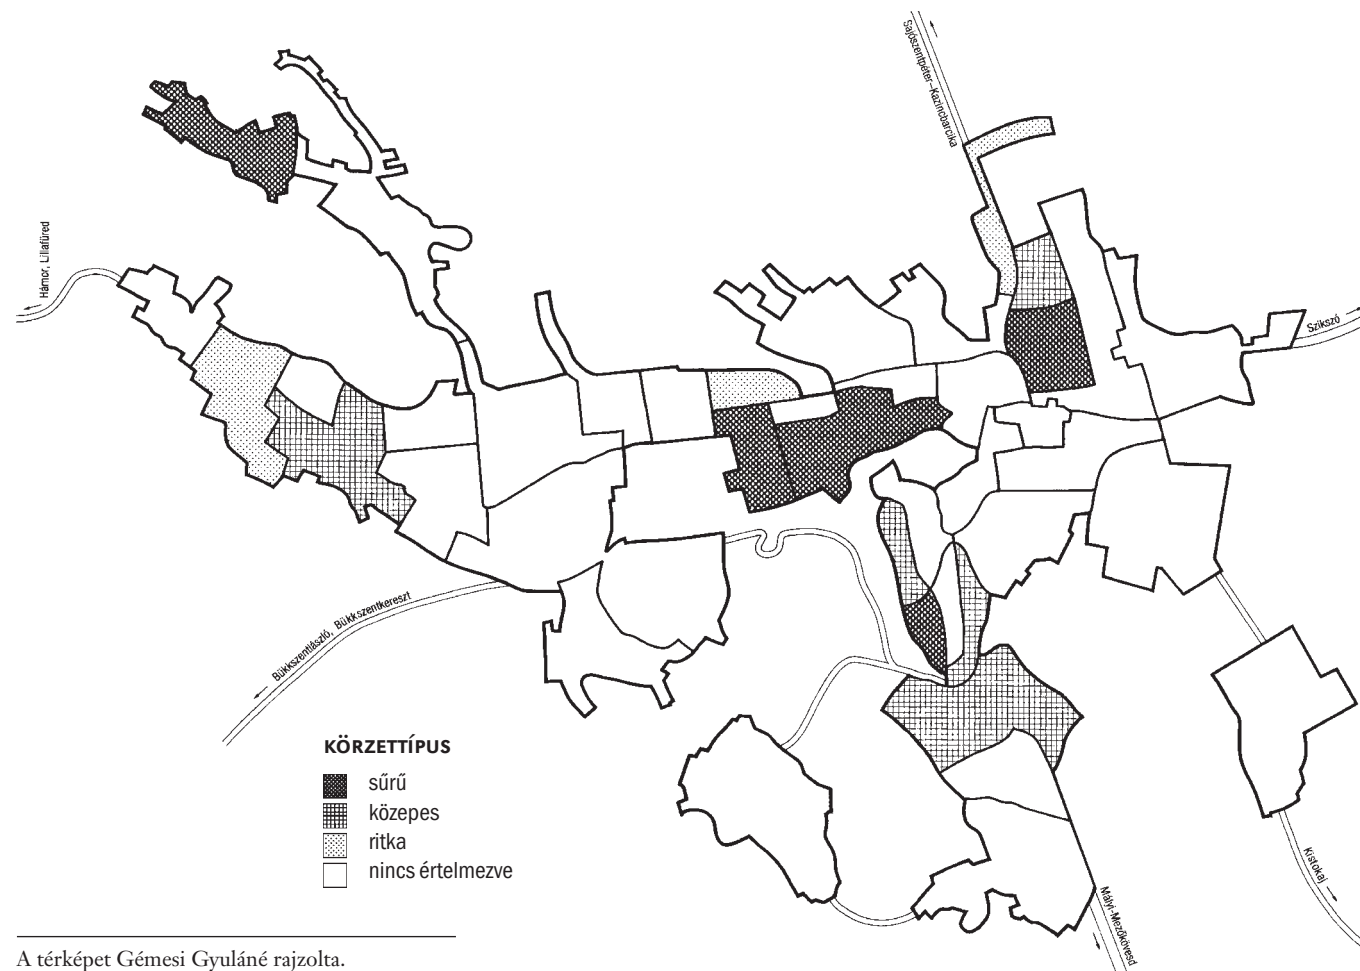 Sajószentpéter–Kazincbarcika
Hámor, Lillafüred
Szikszó
Bükkszentlászló, Bükkszentkereszt
KÖRZETTÍPUS
sűrű
közepes
ritka
nincs értelmezve
Kistokaj
Mályi-Mezőkövesd
A térképet Gémesi Gyuláné rajzolta.